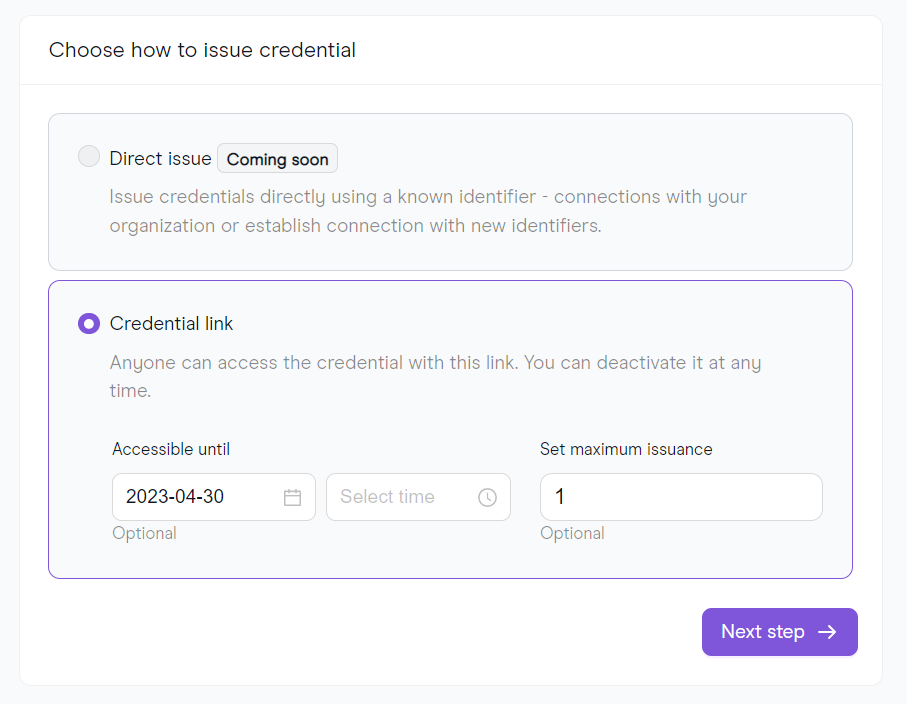 Choose how to issue credential
Direct issue Coming soon
Issue credentials directly using a known identifier - connections with your
organization or establish connection with new identifiers.
Credential link
Anyone can access the credential with this link. You can deactivate it at any
time.
Accessible until
Set maximum issuance
2023-04-30
Select time
1
Optional
Optional
Next step →